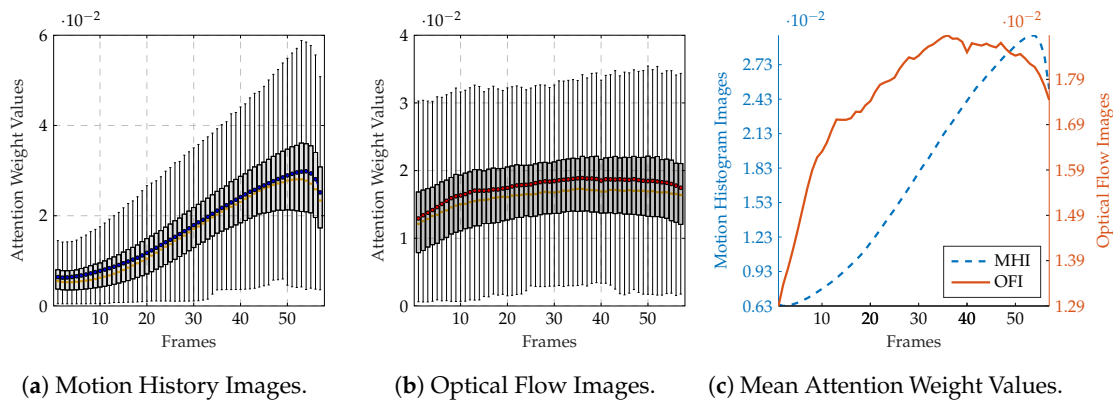 ·10⁻²
6
4
2
0
Attention Weight Values
10 20 30 40 50
Frames
(a) Motion History Images.
·10⁻²
4
3
2
1
0
Attention Weight Values
10 20 30 40 50
Frames
(b) Optical Flow Images.
·10⁻² ·10⁻²
2.73
2.43
2.13
1.83
1.53
1.23
0.93
0.63
Motion Histogram Images
1.79
1.69
1.59
1.49
1.39
1.29
Optical Flow Images
MHI
OFI
10 20 30 40 50
Frames
(c) Mean Attention Weight Values.